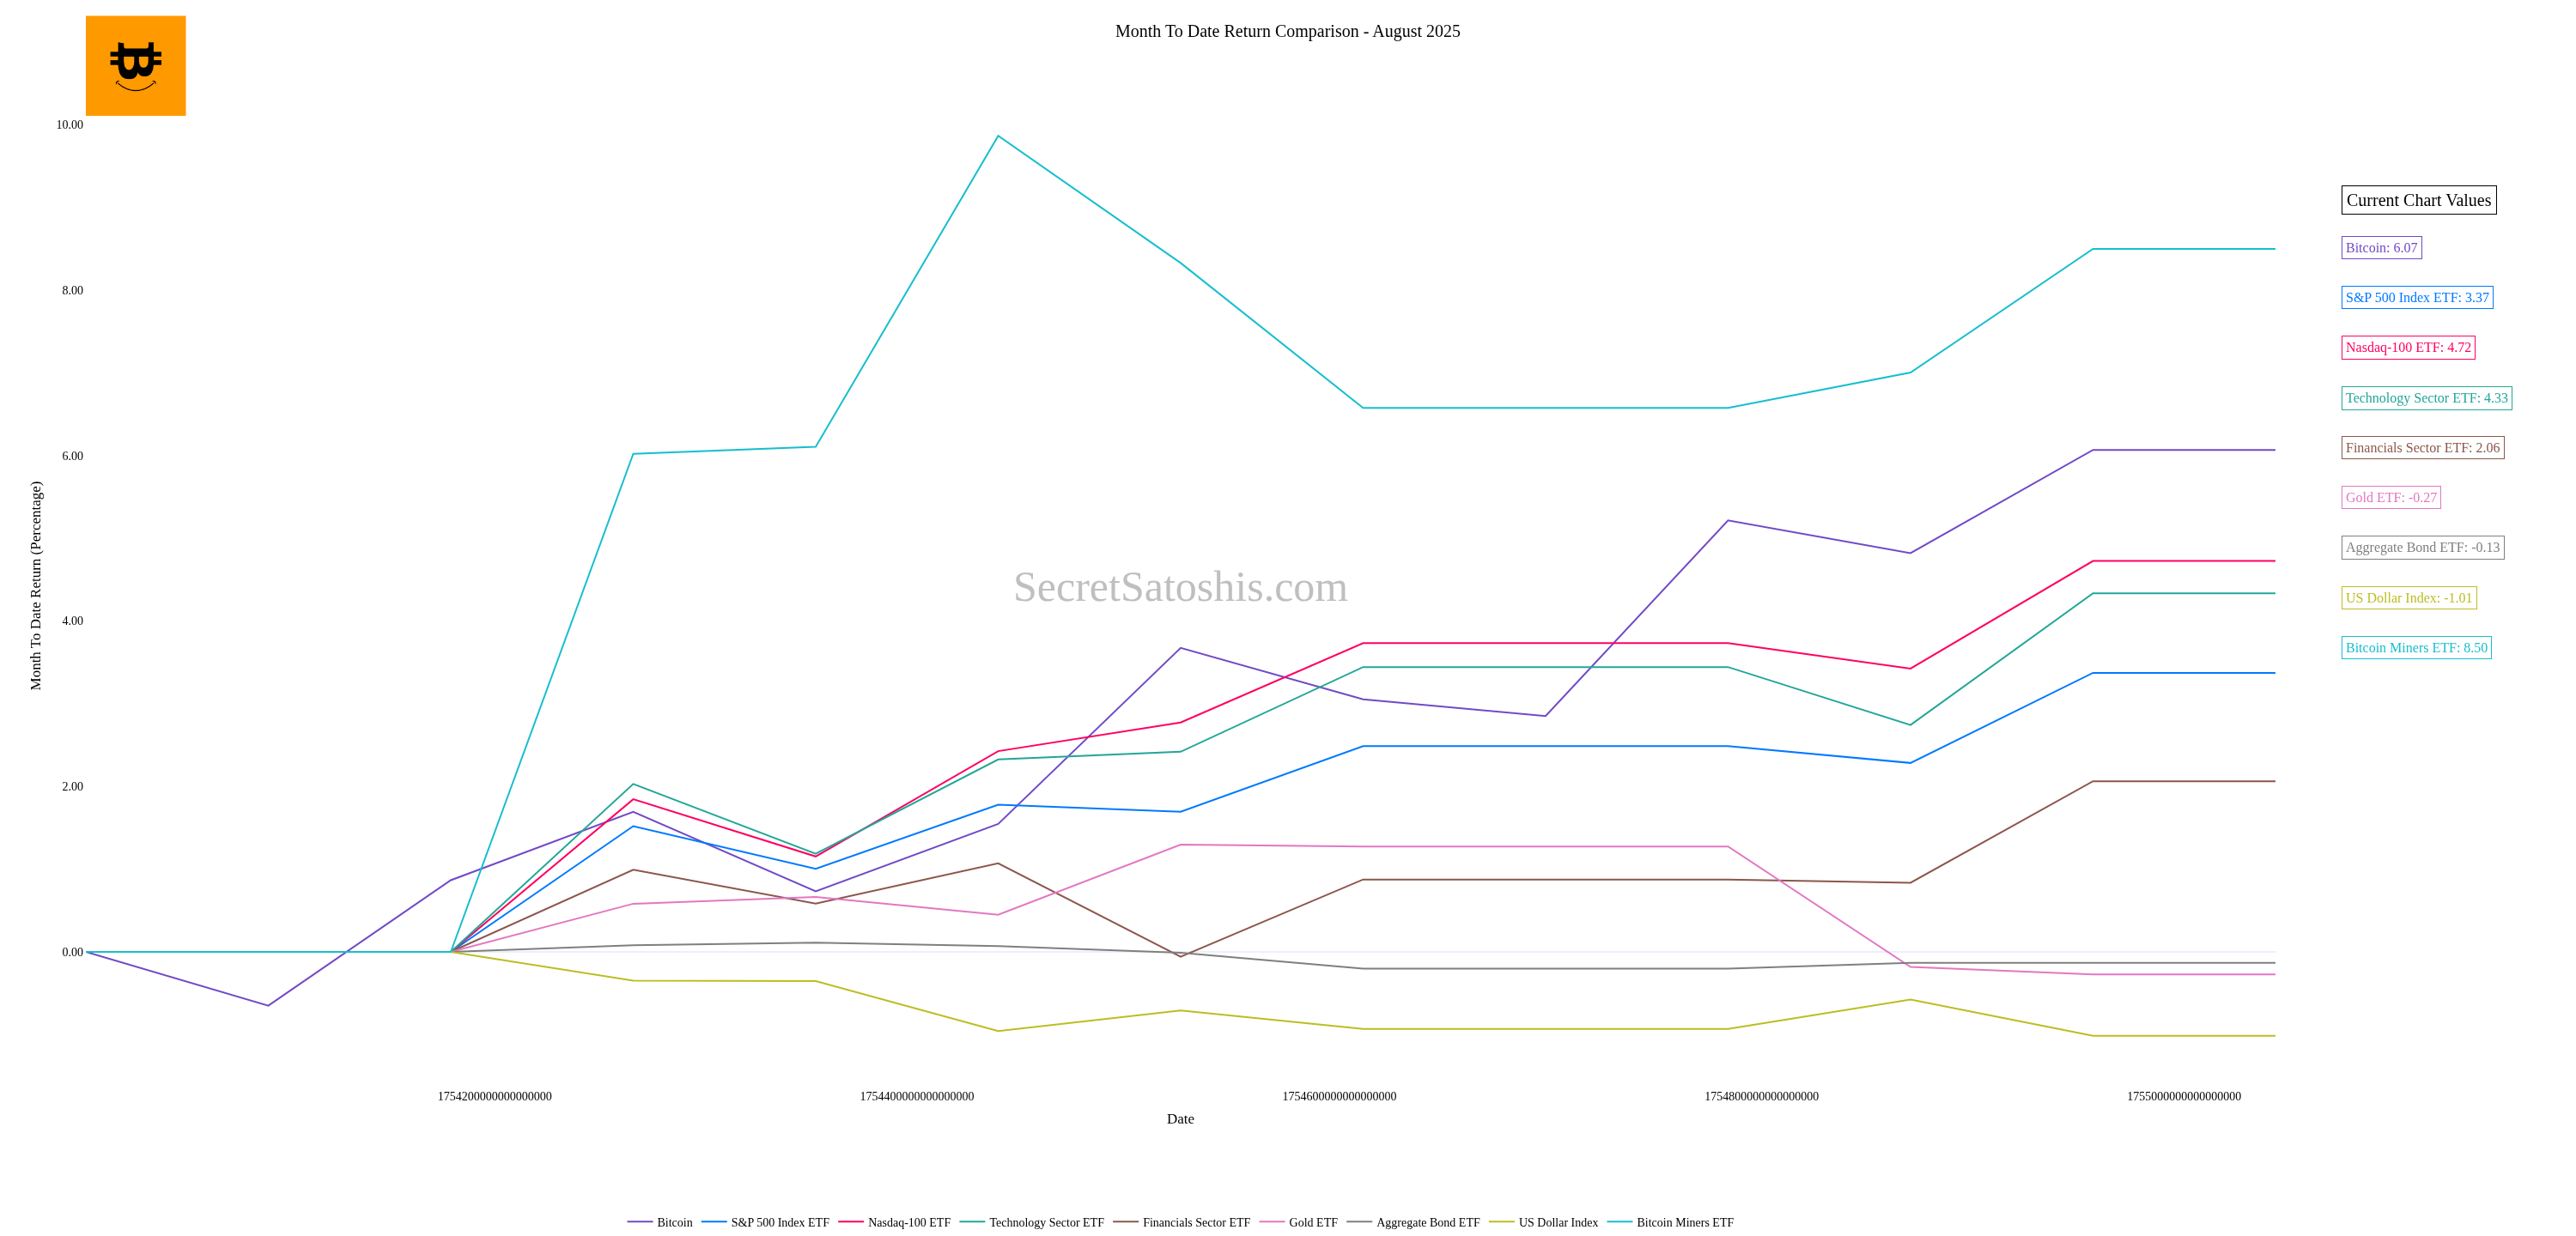 Month To Date Return Comparison - August 2025
10.00
8.00
6.00
4.00
2.00
0.00
Month To Date Return (Percentage)
SecretSatoshis.com
Current Chart Values
Bitcoin: 6.07
S&P 500 Index ETF: 3.37
Nasdaq-100 ETF: 4.72
Technology Sector ETF: 4.33
Financials Sector ETF: 2.06
Gold ETF: -0.27
Aggregate Bond ETF: -0.13
US Dollar Index: -1.01
Bitcoin Miners ETF: 8.50
1754200000000000000 1754400000000000000 1754600000000000000 1754800000000000000 1755000000000000000
Date
Bitcoin S&P 500 Index ETF Nasdaq-100 ETF Technology Sector ETF Financials Sector ETF Gold ETF Aggregate Bond ETF US Dollar Index Bitcoin Miners ETF